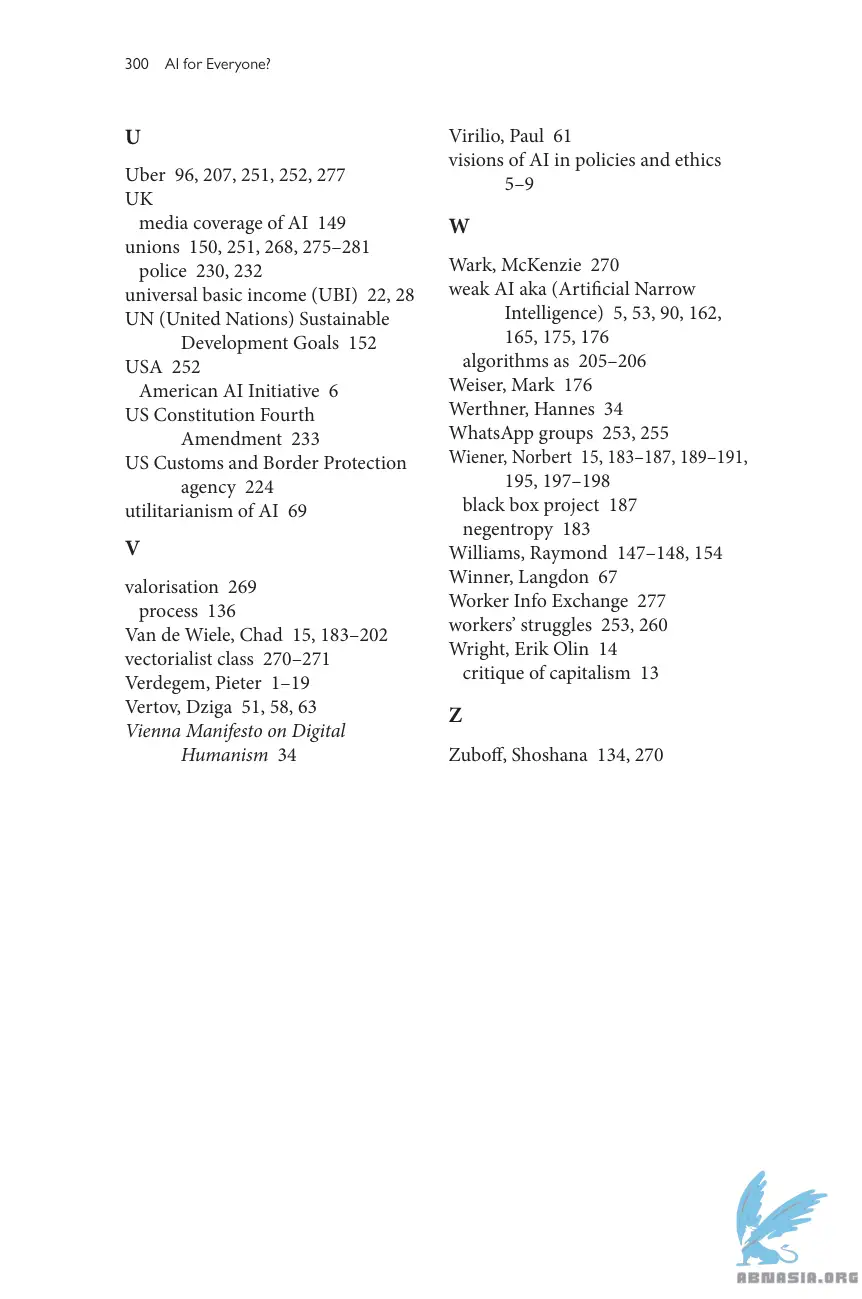 300 AI for Everyone?
U
Uber 96, 207, 251, 252, 277
UK
media coverage of AI 149
unions 150, 251, 268, 275–281
police 230, 232
universal basic income (UBI) 22, 28
UN (United Nations) Sustainable
Development Goals 152
USA 252
American AI Initiative 6
US Constitution Fourth
Amendment 233
US Customs and Border Protection
agency 224
utilitarianism of AI 69
V
valorisation 269
process 136
Van de Wiele, Chad 15, 183–202
vectorialist class 270–271
Verdegem, Pieter 1–19
Vertov, Dziga 51, 58, 63
Vienna Manifesto on Digital
Humanism 34
Virilio, Paul 61
visions of AI in policies and ethics
5–9
W
Wark, McKenzie 270
weak AI aka (Artificial Narrow
Intelligence) 5, 53, 90, 162,
165, 175, 176
algorithms as 205–206
Weiser, Mark 176
Werthner, Hannes 34
WhatsApp groups 253, 255
Wiener, Norbert 15, 183–187, 189–191,
195, 197–198
black box project 187
negentropy 183
Williams, Raymond 147–148, 154
Winner, Langdon 67
Worker Info Exchange 277
workers’ struggles 253, 260
Wright, Erik Olin 14
critique of capitalism 13
Z
Zuboff, Shoshana 134, 270
ABNASIA.ORG